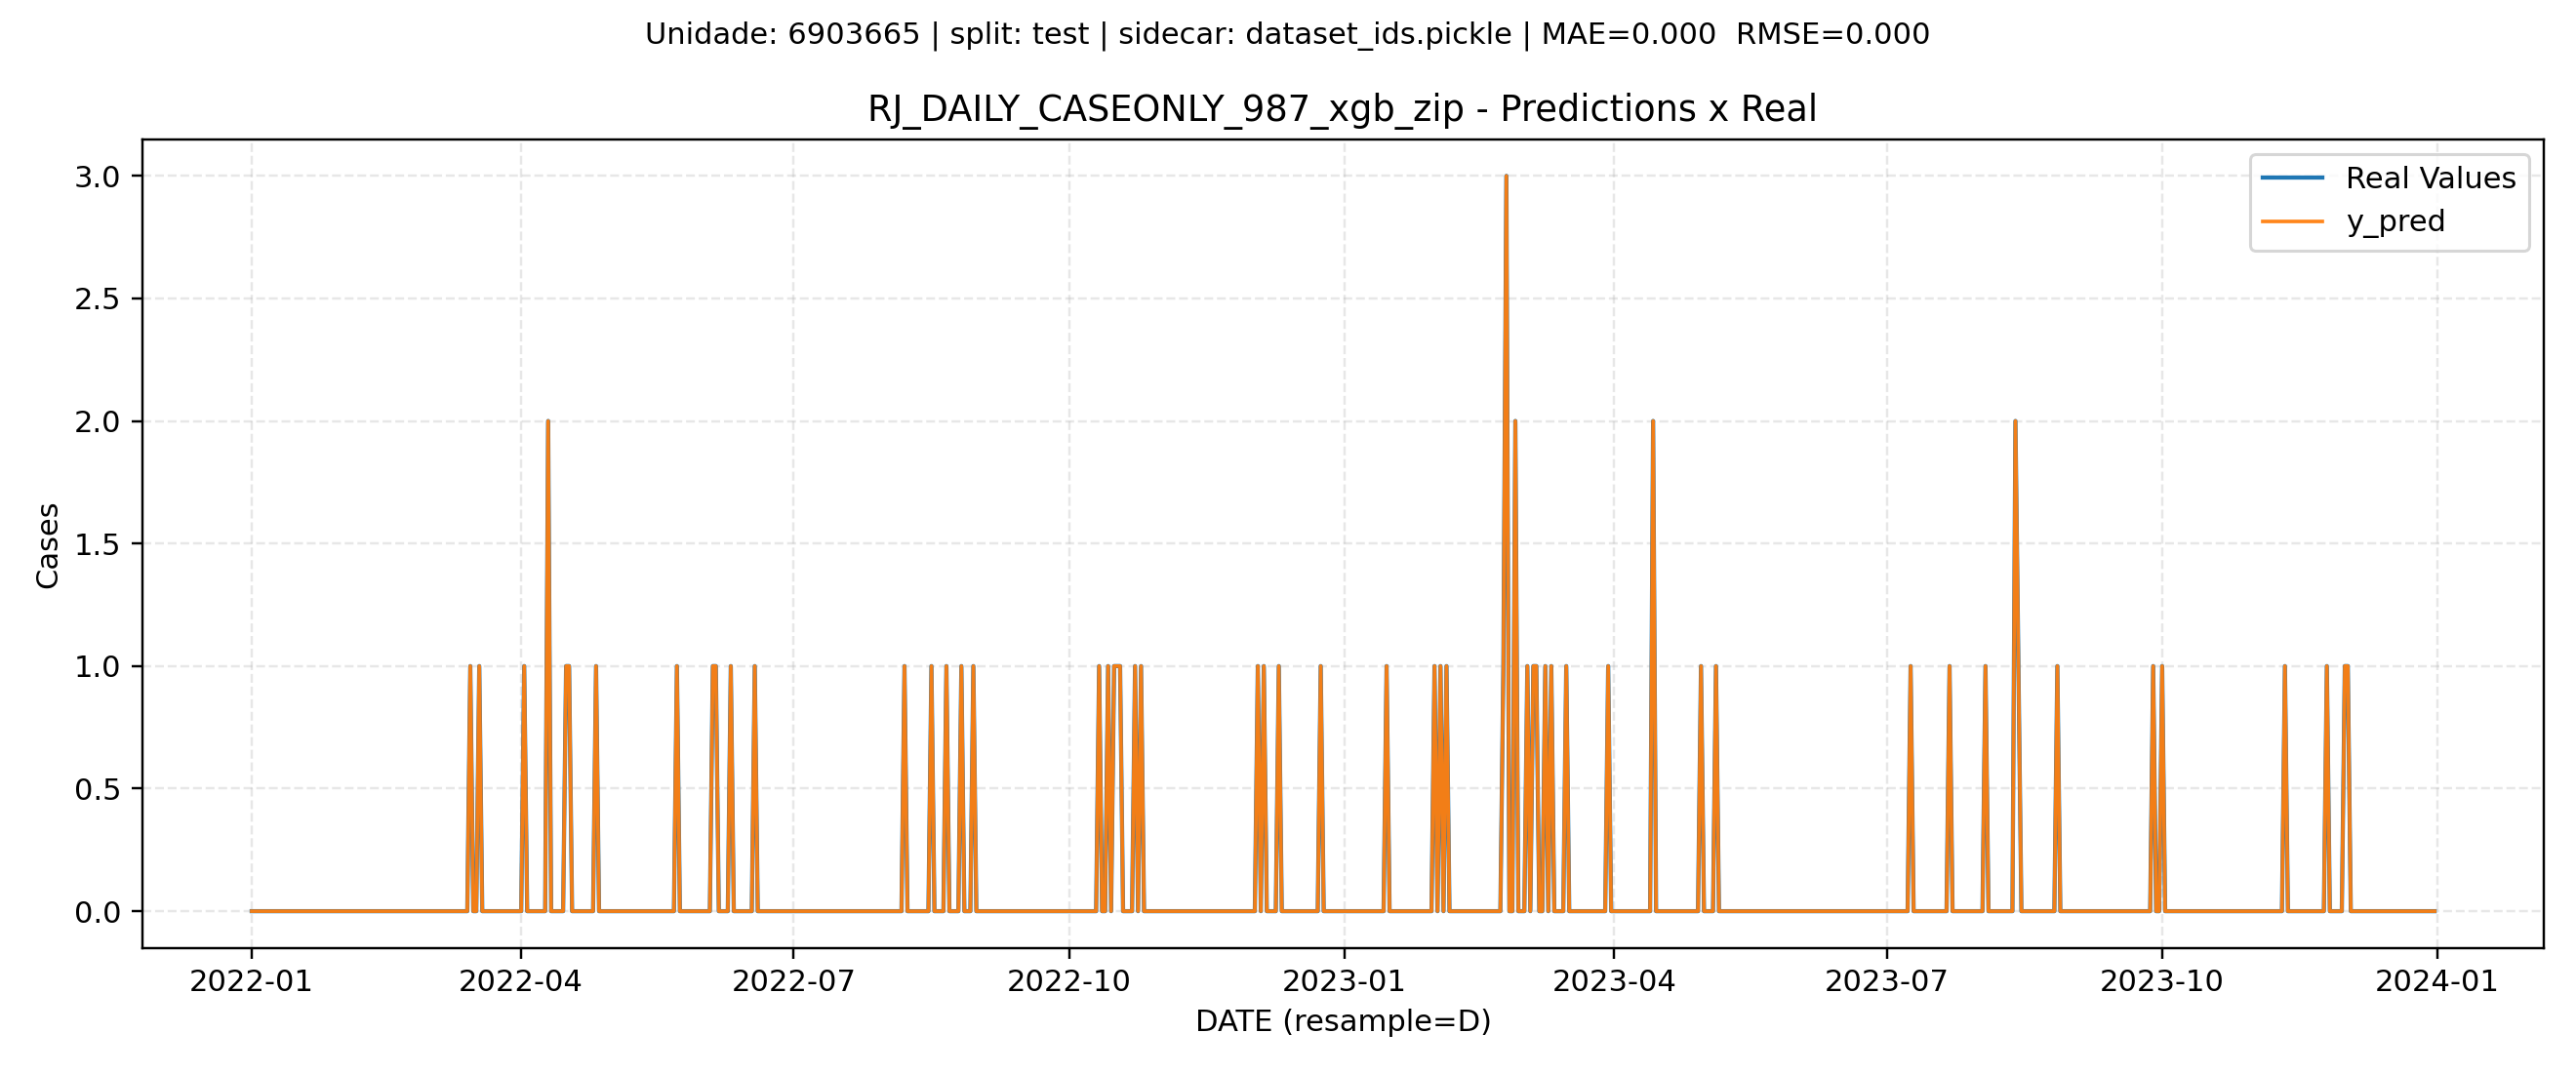 Unidade: 6903665 | split: test | sidecar: dataset_ids.pickle | MAE=0.000  RMSE=0.000
RJ_DAILY_CASEONLY_987_xgb_zip - Predictions x Real
Real Values
y_pred
Cases
3.0
2.5
2.0
1.5
1.0
0.5
0.0
2022-01 2022-04 2022-07 2022-10 2023-01 2023-04 2023-07 2023-10 2024-01
DATE (resample=D)